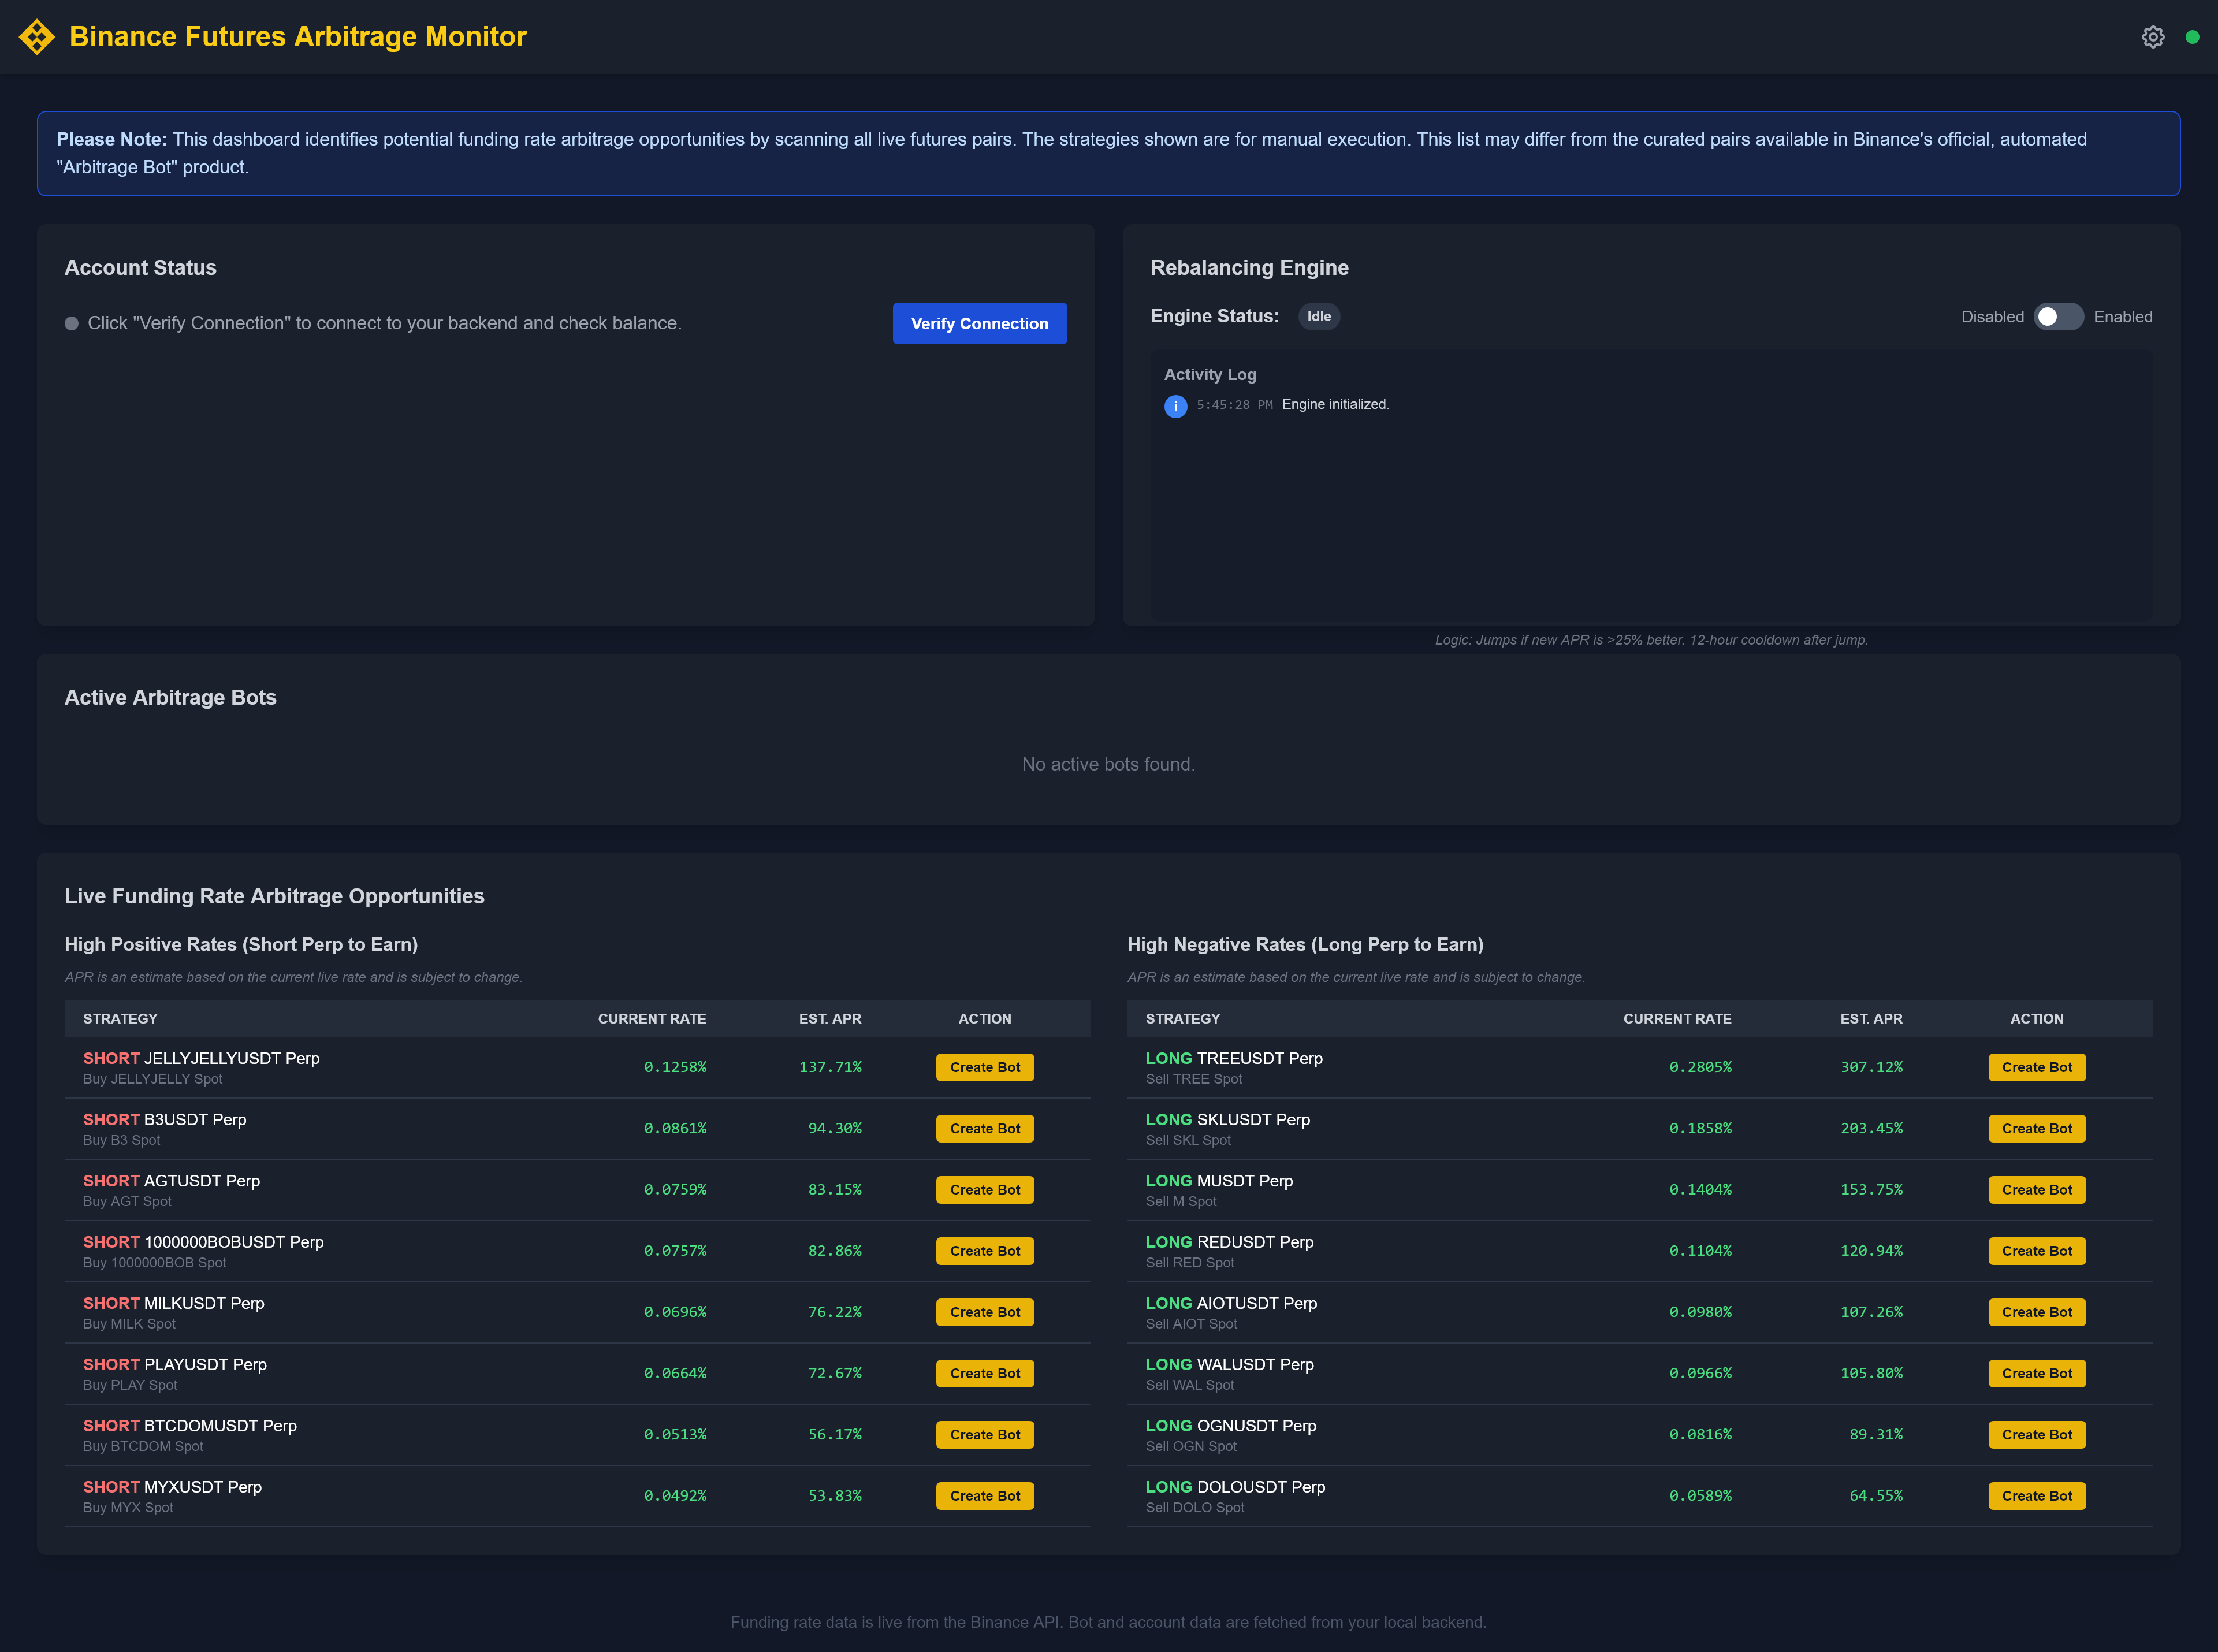 Binance Futures Arbitrage Monitor
Please Note: This dashboard identifies potential funding rate arbitrage opportunities by scanning all live futures pairs. The strategies shown are for manual execution. This list may differ from the curated pairs available in Binance's official, automated
"Arbitrage Bot" product.
Account Status
Click "Verify Connection" to connect to your backend and check balance.
Verify Connection
Rebalancing Engine
Engine Status: Idle
Disabled Enabled
Activity Log
i 5:45:28 PM Engine initialized.
Logic: Jumps if new APR is >25% better. 12-hour cooldown after jump.
Active Arbitrage Bots
No active bots found.
Live Funding Rate Arbitrage Opportunities
High Positive Rates (Short Perp to Earn)
APR is an estimate based on the current live rate and is subject to change.
STRATEGY CURRENT RATE EST. APR ACTION
SHORT JELLYJELLYUSDT Perp
Buy JELLYJELLY Spot
0.1258% 137.71% Create Bot
SHORT B3USDT Perp
Buy B3 Spot
0.0861% 94.30% Create Bot
SHORT AGTUSDT Perp
Buy AGT Spot
0.0759% 83.15% Create Bot
SHORT 1000000BOBUSDT Perp
Buy 1000000BOB Spot
0.0757% 82.86% Create Bot
SHORT MILKUSDT Perp
Buy MILK Spot
0.0696% 76.22% Create Bot
SHORT PLAYUSDT Perp
Buy PLAY Spot
0.0664% 72.67% Create Bot
SHORT BTCDOMUSDT Perp
Buy BTCDOM Spot
0.0513% 56.17% Create Bot
SHORT MYXUSDT Perp
Buy MYX Spot
0.0492% 53.83% Create Bot
High Negative Rates (Long Perp to Earn)
APR is an estimate based on the current live rate and is subject to change.
STRATEGY CURRENT RATE EST. APR ACTION
LONG TREEUSDT Perp
Sell TREE Spot
0.2805% 307.12% Create Bot
LONG SKLUSDT Perp
Sell SKL Spot
0.1858% 203.45% Create Bot
LONG MUSDT Perp
Sell M Spot
0.1404% 153.75% Create Bot
LONG REDUSDT Perp
Sell RED Spot
0.1104% 120.94% Create Bot
LONG AIOTUSDT Perp
Sell AIOT Spot
0.0980% 107.26% Create Bot
LONG WALUSDT Perp
Sell WAL Spot
0.0966% 105.80% Create Bot
LONG OGNUSDT Perp
Sell OGN Spot
0.0816% 89.31% Create Bot
LONG DOLOUSDT Perp
Sell DOLO Spot
0.0589% 64.55% Create Bot
Funding rate data is live from the Binance API. Bot and account data are fetched from your local backend.